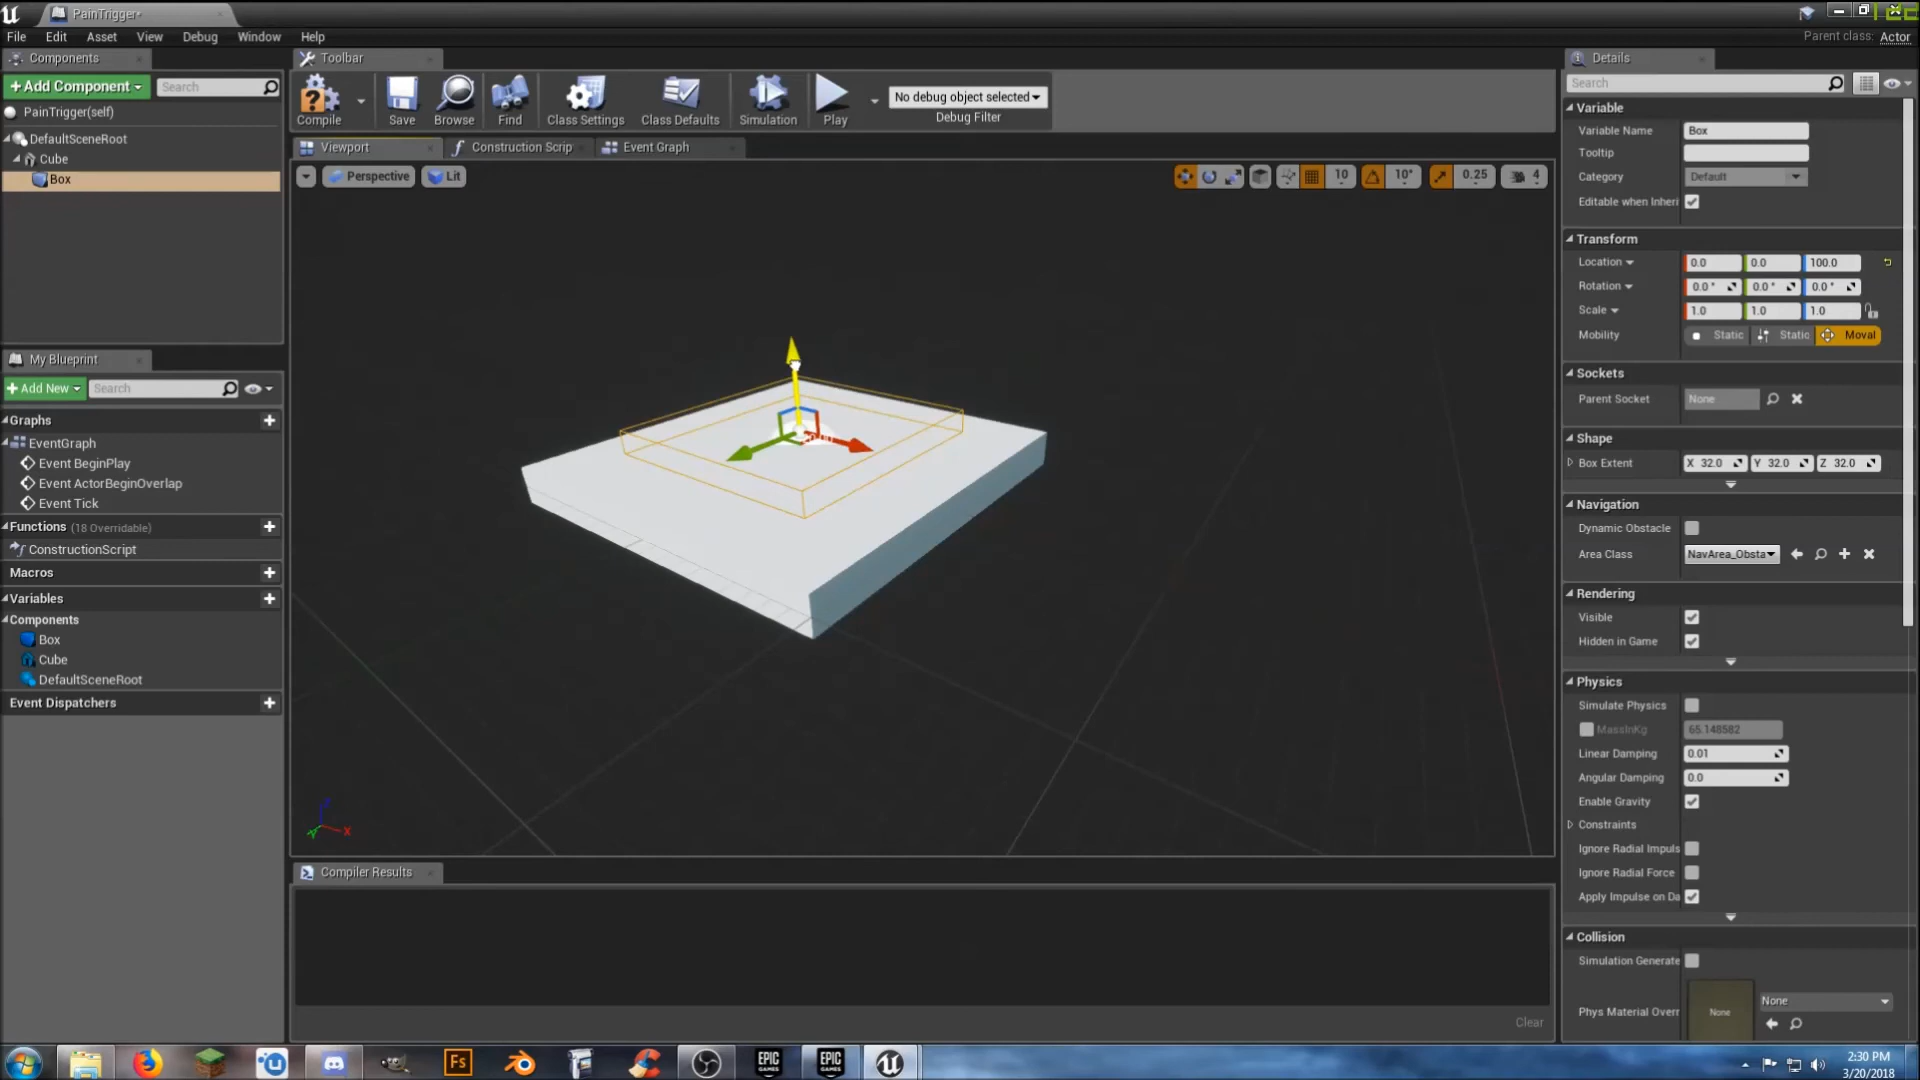 PainTrigger*
File Edit Asset View Debug Window Help
Parent class: Actor
Components
Toolbar
Details
+ Add Component
Search
PainTrigger(self)
DefaultSceneRoot
Cube
Box
Compile
Save
Browse
Find
Class Settings
Class Defaults
Simulation
Play
No debug object selected
Debug Filter
Viewport
Construction Scrip
Event Graph
Perspective
Lit
10
10°
0.25
4
My Blueprint
+ Add New
Search
Graphs
EventGraph
Event BeginPlay
Event ActorBeginOverlap
Event Tick
Functions (18 Overridable)
ConstructionScript
Macros
Variables
Components
Box
Cube
DefaultSceneRoot
Event Dispatchers
X
Compiler Results
Clear
Search
Variable
Variable Name Box
Tooltip
Category Default
Editable when Inheri
Transform
Location 0.0 0.0 100.0
Rotation 0.0° 0.0° 0.0°
Scale 1.0 1.0 1.0
Mobility Static Static Moval
Sockets
Parent Socket None
Shape
Box Extent X 32.0 Y 32.0 Z 32.0
Navigation
Dynamic Obstacle
Area Class NavArea_Obsta
Rendering
Visible
Hidden in Game
Physics
Simulate Physics
MassInKg 65.148582
Linear Damping 0.01
Angular Damping 0.0
Enable Gravity
Constraints
Ignore Radial Impuls
Ignore Radial Force
Apply Impulse on Da
Collision
Simulation Generate
Phys Material Overr None None
Fs
EPIC GAMES
EPIC GAMES
2:30 PM
3/20/2018